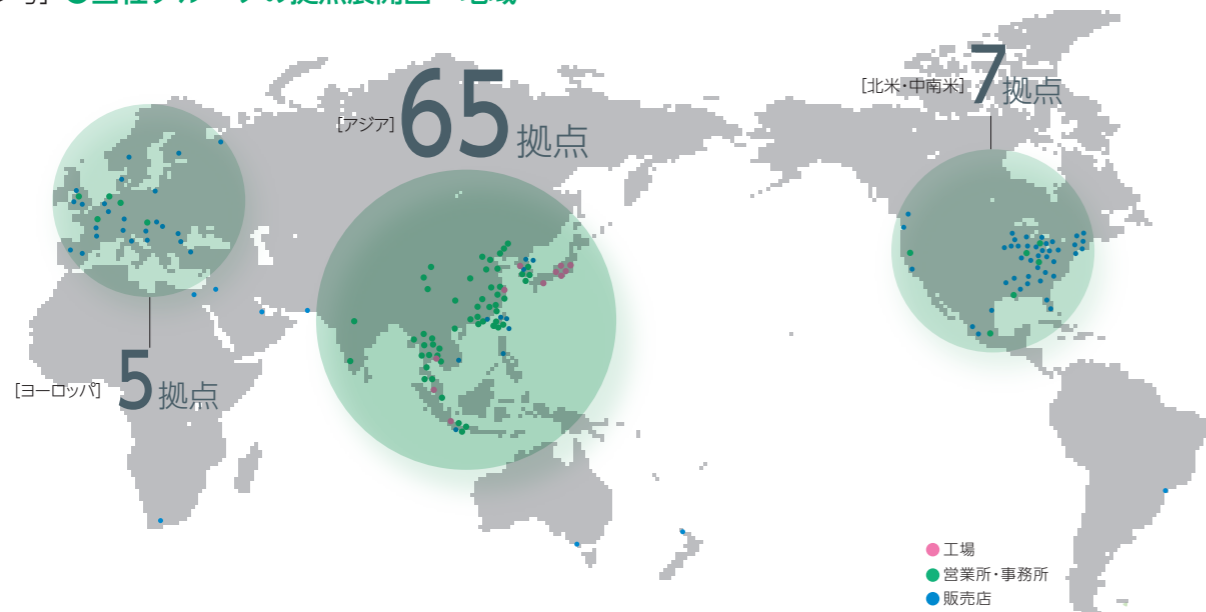 [アジア] 65 拠点
[北米・中南米] 7 拠点
[ヨーロッパ] 5 拠点
工場
営業所・事務所
販売店